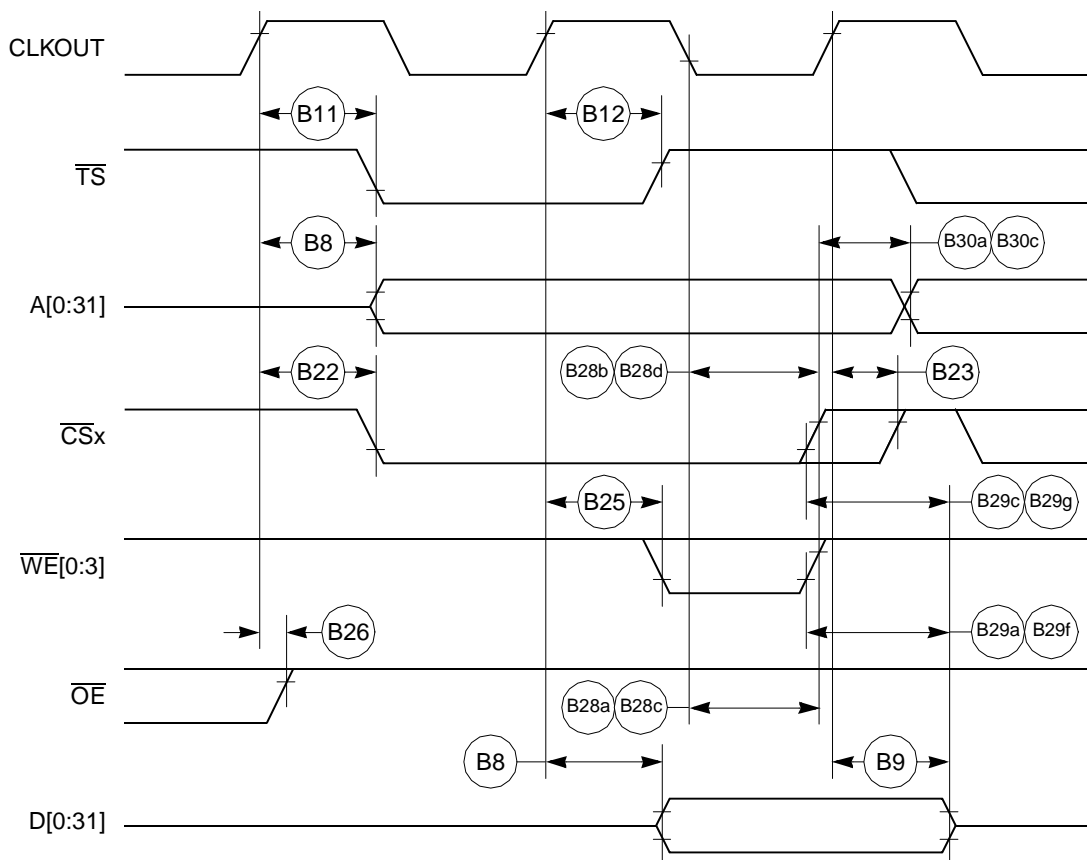 CLKOUT
B11
B12
TS
B8
B30a B30c
A[0:31]
B22
B28b B28d
B23
CSx
B25
B29c B29g
WE[0:3]
B26
B29a B29f
OE
B28a B28c
B8
B9
D[0:31]